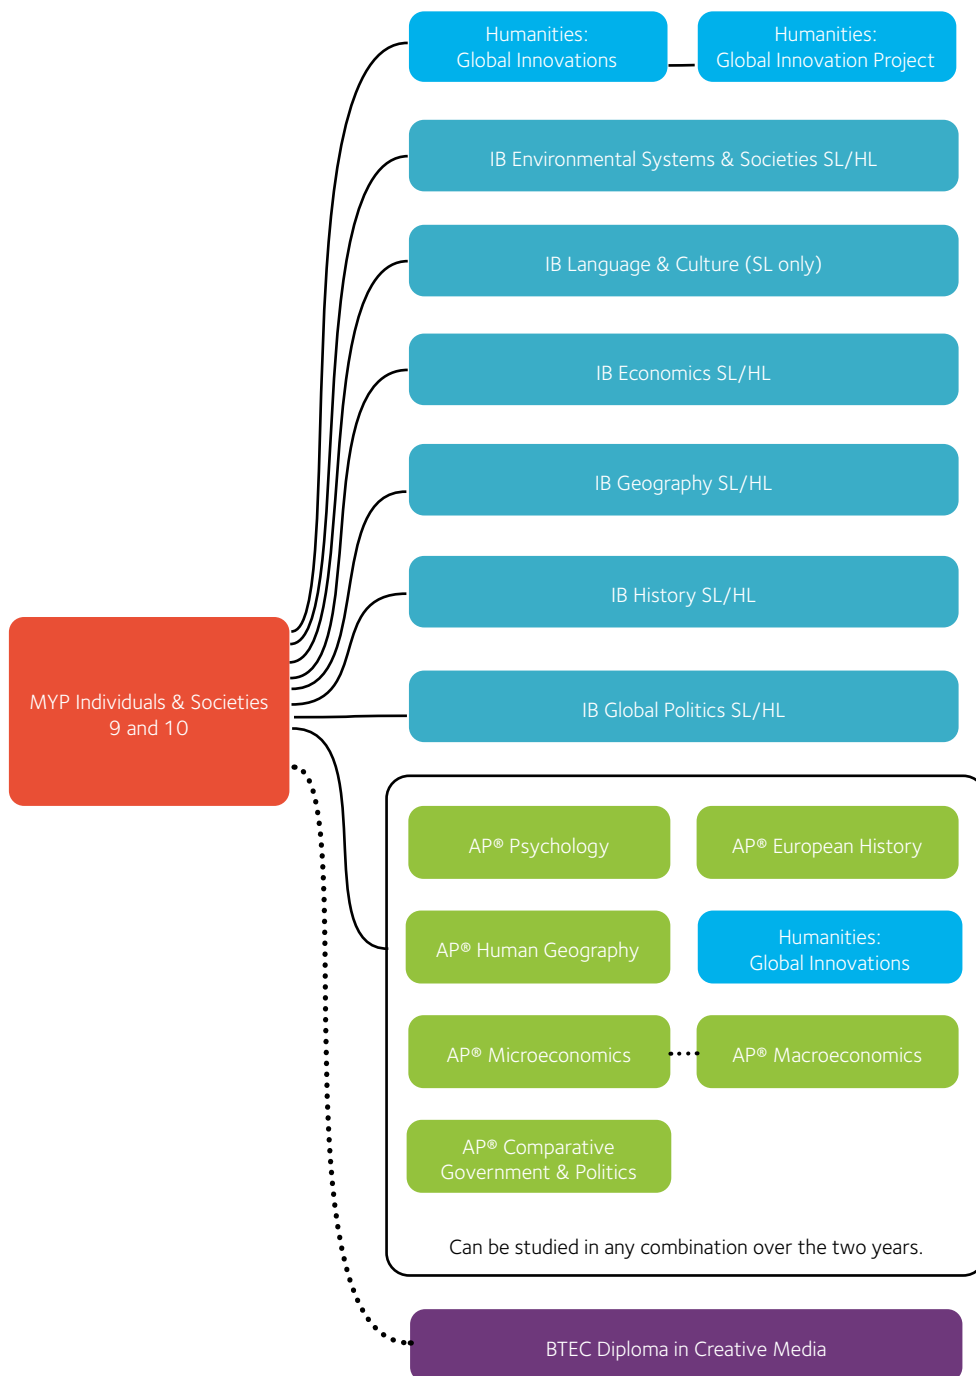 Humanities:
Global Innovations
Humanities:
Global Innovation Project
IB Environmental Systems & Societies SL/HL
IB Language & Culture (SL only)
IB Economics SL/HL
IB Geography SL/HL
IB History SL/HL
MYP Individuals & Societies
9 and 10
IB Global Politics SL/HL
AP® Psychology
AP® European History
AP® Human Geography
Humanities:
Global Innovations
AP® Microeconomics
AP® Macroeconomics
AP® Comparative
Government & Politics
Can be studied in any combination over the two years.
BTEC Diploma in Creative Media